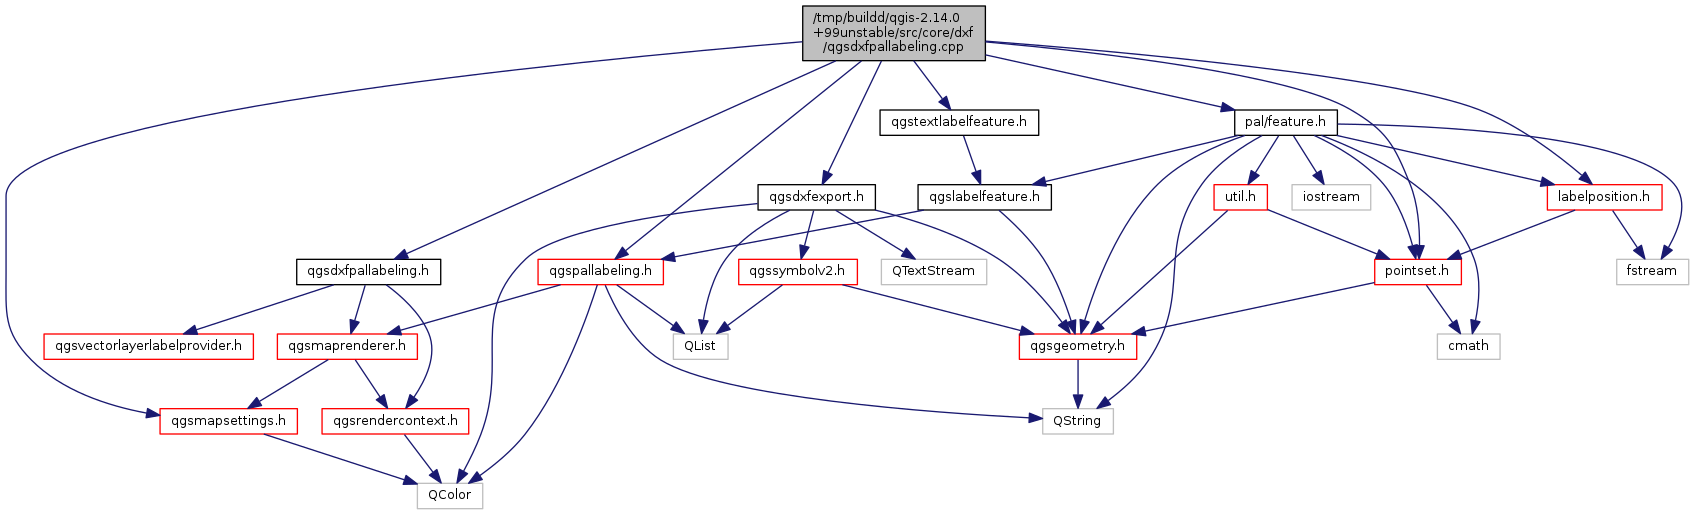 /tmp/buildd/qgis-2.14.0
+99unstable/src/core/dxf
/qgsdxfpallabeling.cpp
qgstextlabelfeature.h
pal/feature.h
qgsdxfexport.h
qgslabelfeature.h
util.h
iostream
labelposition.h
qgsdxfpallabeling.h
qgspallabeling.h
qgssymbolv2.h
QTextStream
pointset.h
fstream
qgsvectorlayerlabelprovider.h
qgsmaprenderer.h
QList
qgsgeometry.h
cmath
qgsmapsettings.h
qgsrendercontext.h
QString
QColor